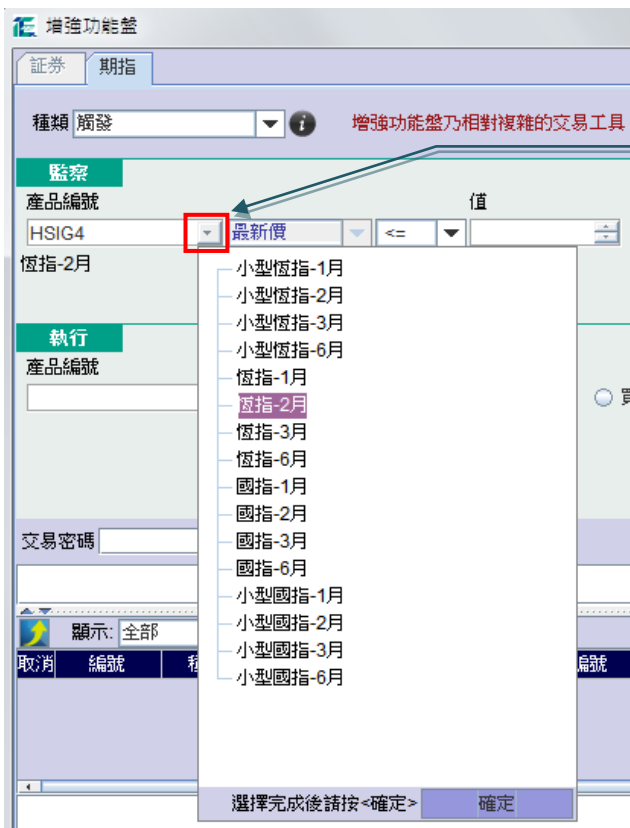 增強功能盤
証券 期指
種類 觸發 i 增強功能盤乃相對複雜的交易工具
監察
產品編號 值
HSIG4 最新價 <=
恆指-2月
小型恆指-1月
小型恆指-2月
小型恆指-3月
小型恆指-6月
執行
產品編號
恆指-1月
恆指-2月
買
恆指-3月
恆指-6月
國指-1月
國指-2月
國指-3月
國指-6月
小型國指-1月
小型國指-2月
小型國指-3月
小型國指-6月
交易密碼
顯示: 全部
取消 編號 種 編號
選擇完成後請按<確定> 確定